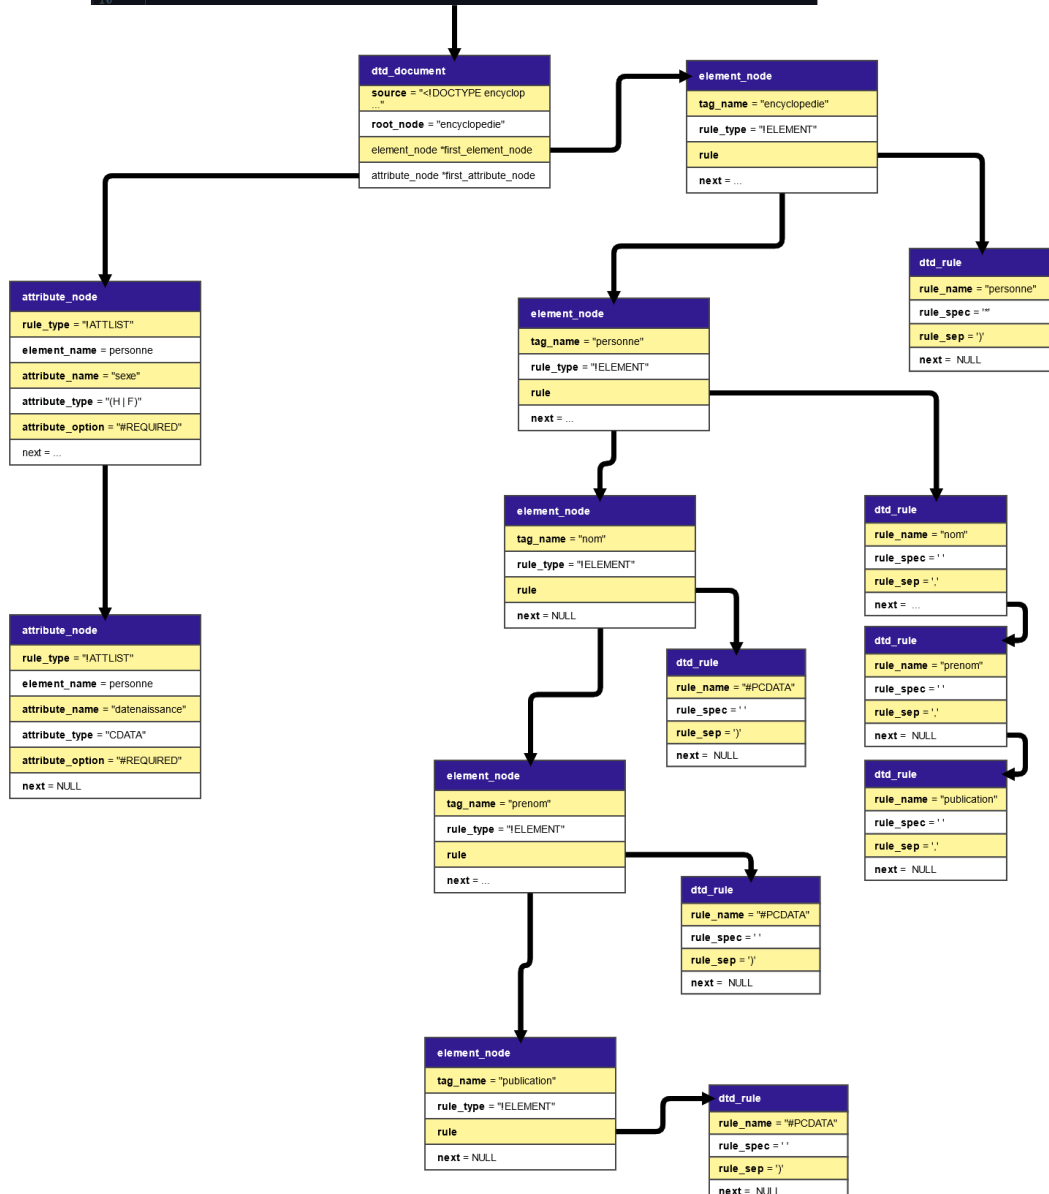 dtd_document
source = "<!DOCTYPE encyclop
..."
root_node = "encyclopedie"
element_node *first_element_node
attribute_node *first_attribute_node
element_node
tag_name = "encyclopedie"
rule_type = "!ELEMENT"
rule
next = ...
dtd_rule
rule_name = "personne"
rule_spec = '*'
rule_sep = ')'
next = NULL
attribute_node
rule_type = "!ATTLIST"
element_name = personne
attribute_name = "sexe"
attribute_type = "(H | F)"
attribute_option = "#REQUIRED"
next = ...
element_node
tag_name = "personne"
rule_type = "!ELEMENT"
rule
next = ...
element_node
tag_name = "nom"
rule_type = "!ELEMENT"
rule
next = NULL
dtd_rule
rule_name = "nom"
rule_spec = ' '
rule_sep = ','
next = ...
dtd_rule
rule_name = "prenom"
rule_spec = ' '
rule_sep = ','
next = NULL
dtd_rule
rule_name = "publication"
rule_spec = ' '
rule_sep = ','
next = NULL
dtd_rule
rule_name = "#PCDATA"
rule_spec = ' '
rule_sep = ')'
next = NULL
attribute_node
rule_type = "!ATTLIST"
element_name = personne
attribute_name = "datenaissance"
attribute_type = "CDATA"
attribute_option = "#REQUIRED"
next = NULL
element_node
tag_name = "prenom"
rule_type = "!ELEMENT"
rule
next = ...
dtd_rule
rule_name = "#PCDATA"
rule_spec = ' '
rule_sep = ')'
next = NULL
element_node
tag_name = "publication"
rule_type = "!ELEMENT"
rule
next = NULL
dtd_rule
rule_name = "#PCDATA"
rule_spec = ' '
rule_sep = ')'
next = NULL